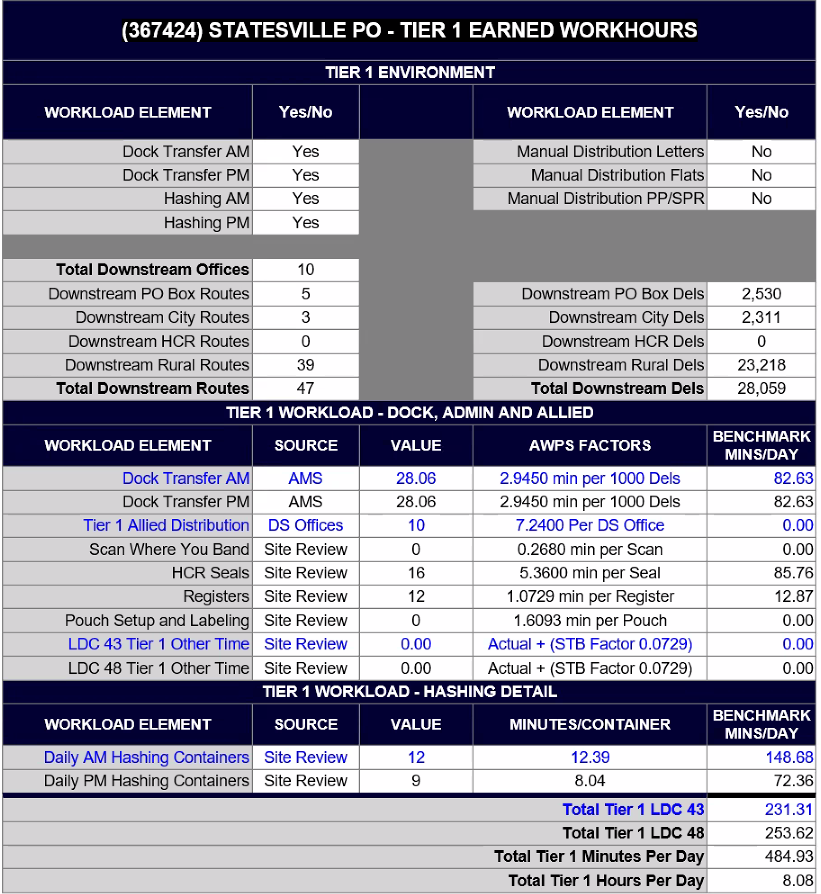 (367424) STATESVILLE PO - TIER 1 EARNED WORKHOURS
TIER 1 ENVIRONMENT
WORKLOAD ELEMENT Yes/No WORKLOAD ELEMENT Yes/No
Dock Transfer AM Yes Manual Distribution Letters No
Dock Transfer PM Yes Manual Distribution Flats No
Hashing AM Yes Manual Distribution PP/SPR No
Hashing PM Yes
Total Downstream Offices 10
Downstream PO Box Routes 5 Downstream PO Box Dels 2,530
Downstream City Routes 3 Downstream City Dels 2,311
Downstream HCR Routes 0 Downstream HCR Dels 0
Downstream Rural Routes 39 Downstream Rural Dels 23,218
Total Downstream Routes 47 Total Downstream Dels 28,059
TIER 1 WORKLOAD - DOCK, ADMIN AND ALLIED
WORKLOAD ELEMENT SOURCE VALUE AWPS FACTORS BENCHMARK MINS/DAY
Dock Transfer AM AMS 28.06 2.9450 min per 1000 Dels 82.63
Dock Transfer PM AMS 28.06 2.9450 min per 1000 Dels 82.63
Tier 1 Allied Distribution DS Offices 10 7.2400 Per DS Office 0.00
Scan Where You Band Site Review 0 0.2680 min per Scan 0.00
HCR Seals Site Review 16 5.3600 min per Seal 85.76
Registers Site Review 12 1.0729 min per Register 12.87
Pouch Setup and Labeling Site Review 0 1.6093 min per Pouch 0.00
LDC 43 Tier 1 Other Time Site Review 0.00 Actual + (STB Factor 0.0729) 0.00
LDC 48 Tier 1 Other Time Site Review 0.00 Actual + (STB Factor 0.0729) 0.00
TIER 1 WORKLOAD - HASHING DETAIL
WORKLOAD ELEMENT SOURCE VALUE MINUTES/CONTAINER BENCHMARK MINS/DAY
Daily AM Hashing Containers Site Review 12 12.39 148.68
Daily PM Hashing Containers Site Review 9 8.04 72.36
Total Tier 1 LDC 43 231.31
Total Tier 1 LDC 48 253.62
Total Tier 1 Minutes Per Day 484.93
Total Tier 1 Hours Per Day 8.08